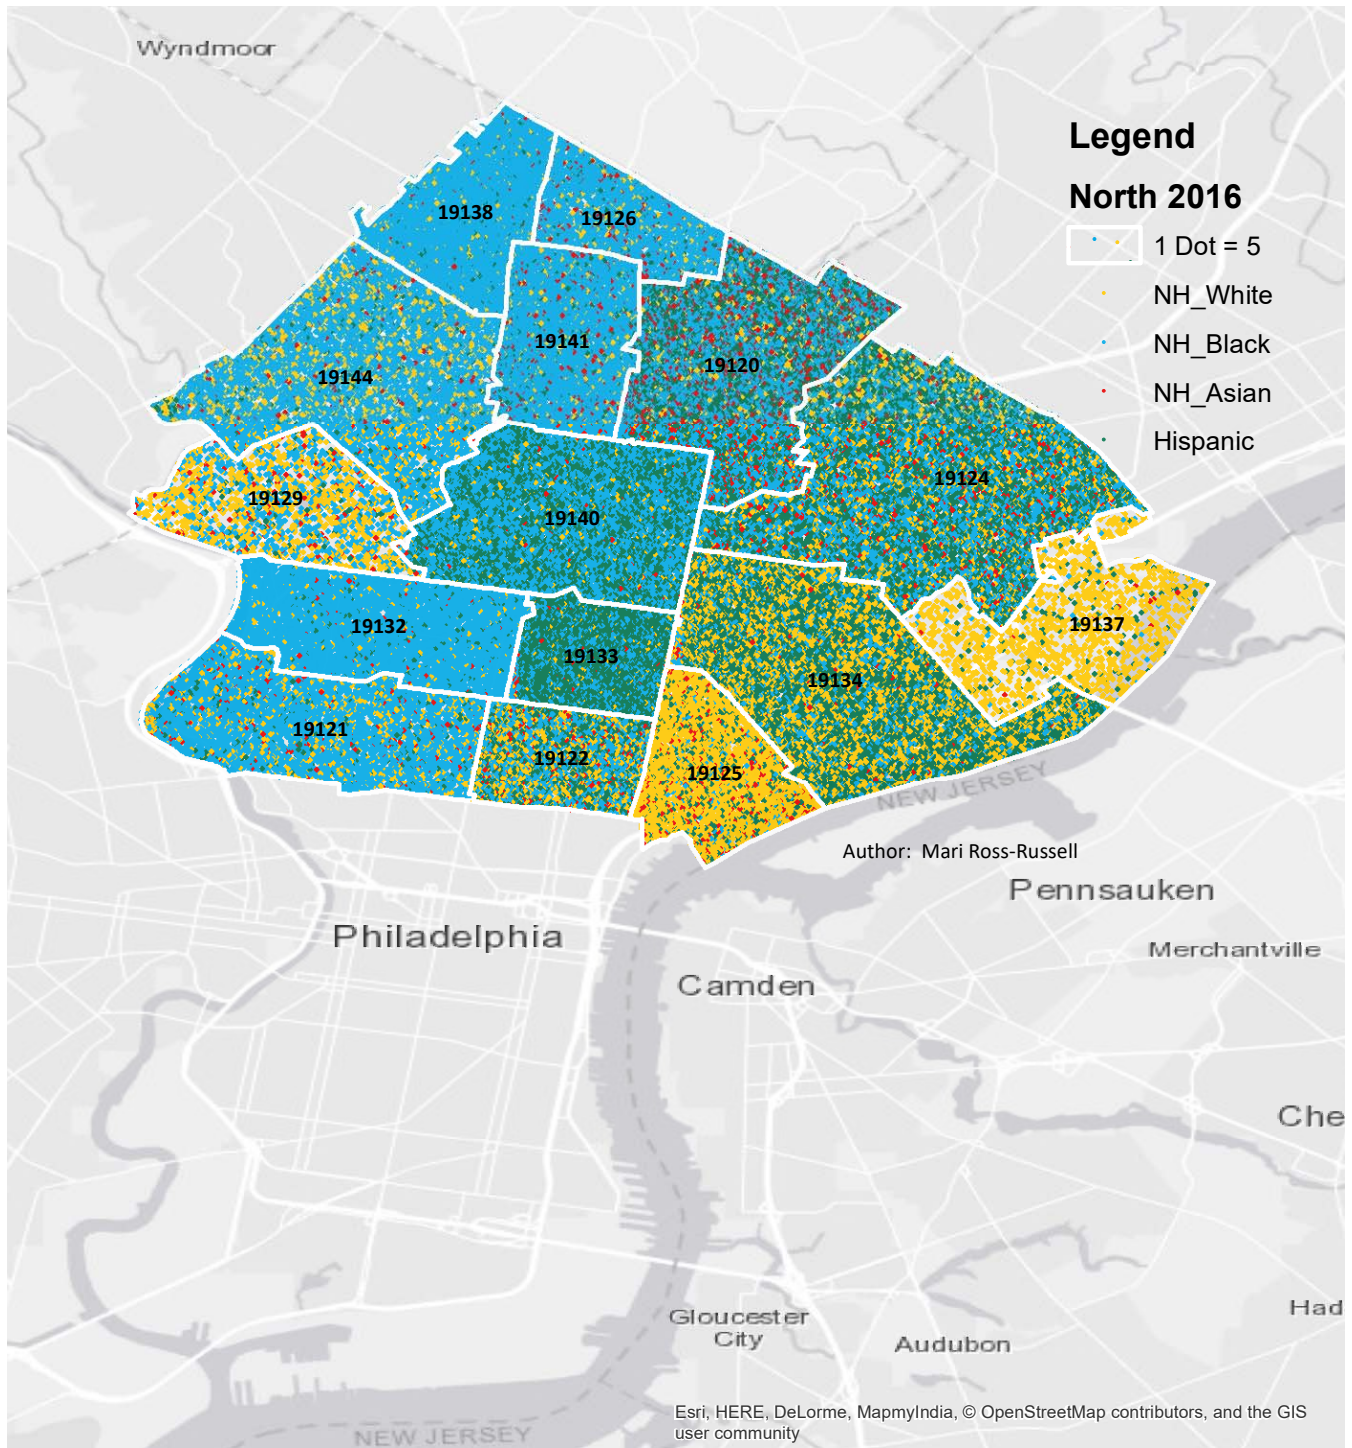 Wyndmoor
Legend
North 2016
1 Dot = 5
NH_White
NH_Black
NH_Asian
Hispanic
19138
19126
19141
19120
19144
19124
19129
19140
19132
19133
19137
19134
19121
19122
19125
NEW JERSEY
Author: Mari Ross-Russell
Pennsauken
Philadelphia
Merchantville
Camden
Che
Had
Gloucester
City
Audubon
Esri, HERE, DeLorme, MapmyIndia, © OpenStreetMap contributors, and the GIS
user community
NEW JERSEY